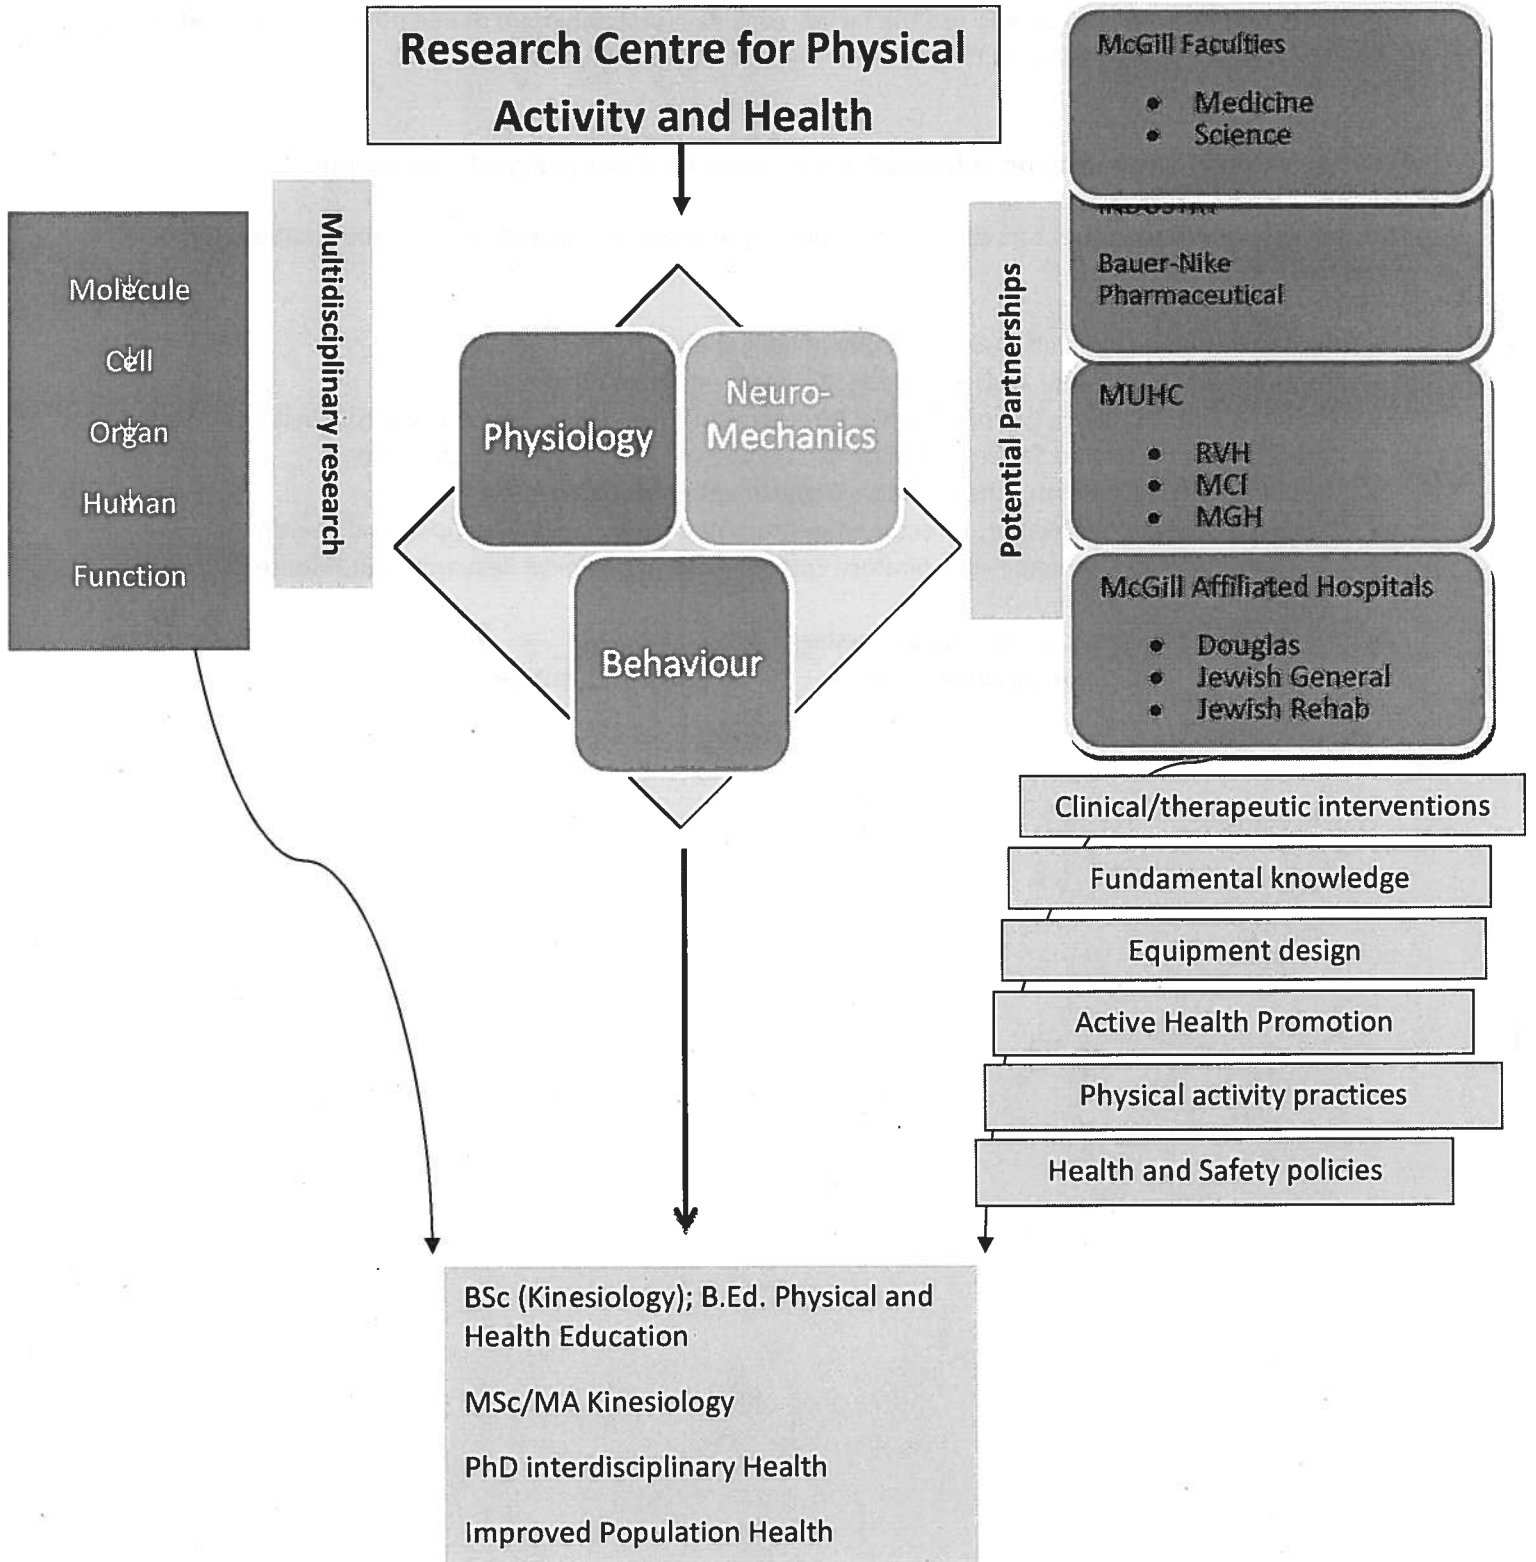 Research Centre for Physical
Activity and Health
Multidisciplinary research
Molecule
Cell
Organ
Human
Function
Physiology
Neuro-
Mechanics
Behaviour
Potential Partnerships
McGill Faculties
• Medicine
• Science
INDUSTRY
Bauer-Nike
Pharmaceutical
MUHC
• RVH
• MCI
• MGH
McGill Affiliated Hospitals
• Douglas
• Jewish General
• Jewish Rehab
Clinical/therapeutic interventions
Fundamental knowledge
Equipment design
Active Health Promotion
Physical activity practices
Health and Safety policies
BSc (Kinesiology); B.Ed. Physical and
Health Education
MSc/MA Kinesiology
PhD interdisciplinary Health
Improved Population Health